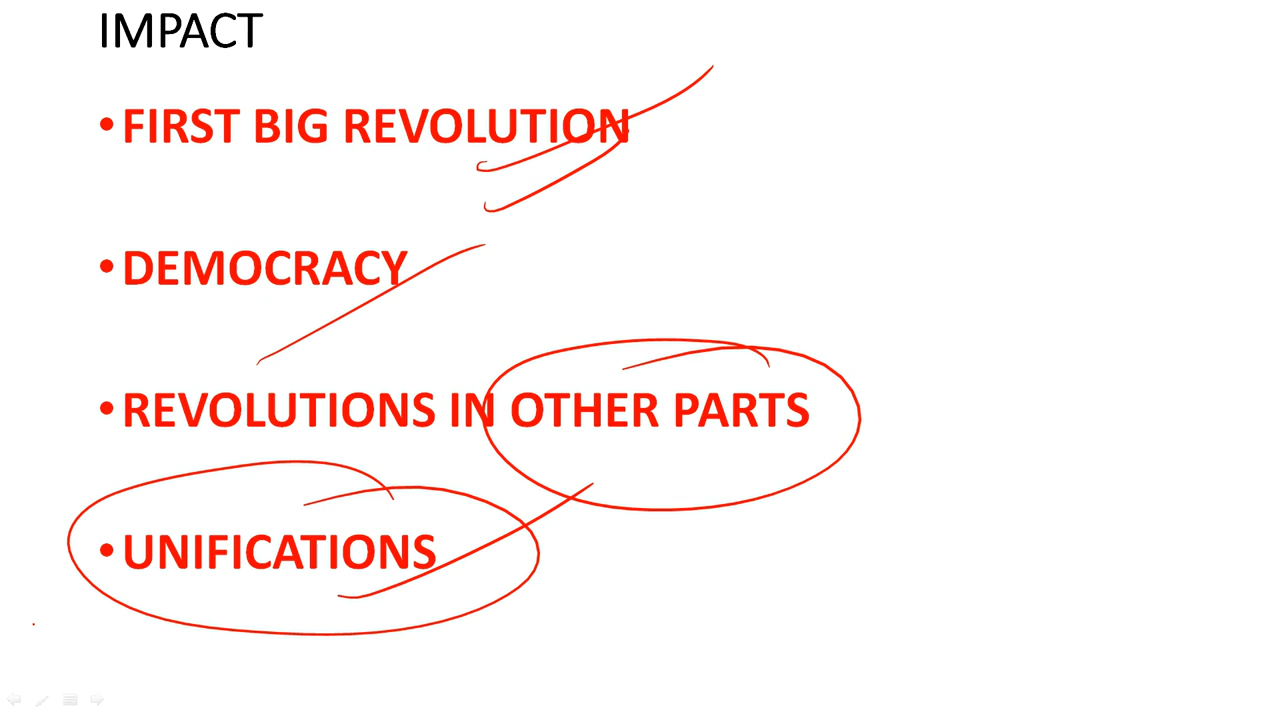 IMPACT
•FIRST BIG REVOLUTION
•DEMOCRACY
•REVOLUTIONS IN OTHER PARTS
•UNIFICATIONS